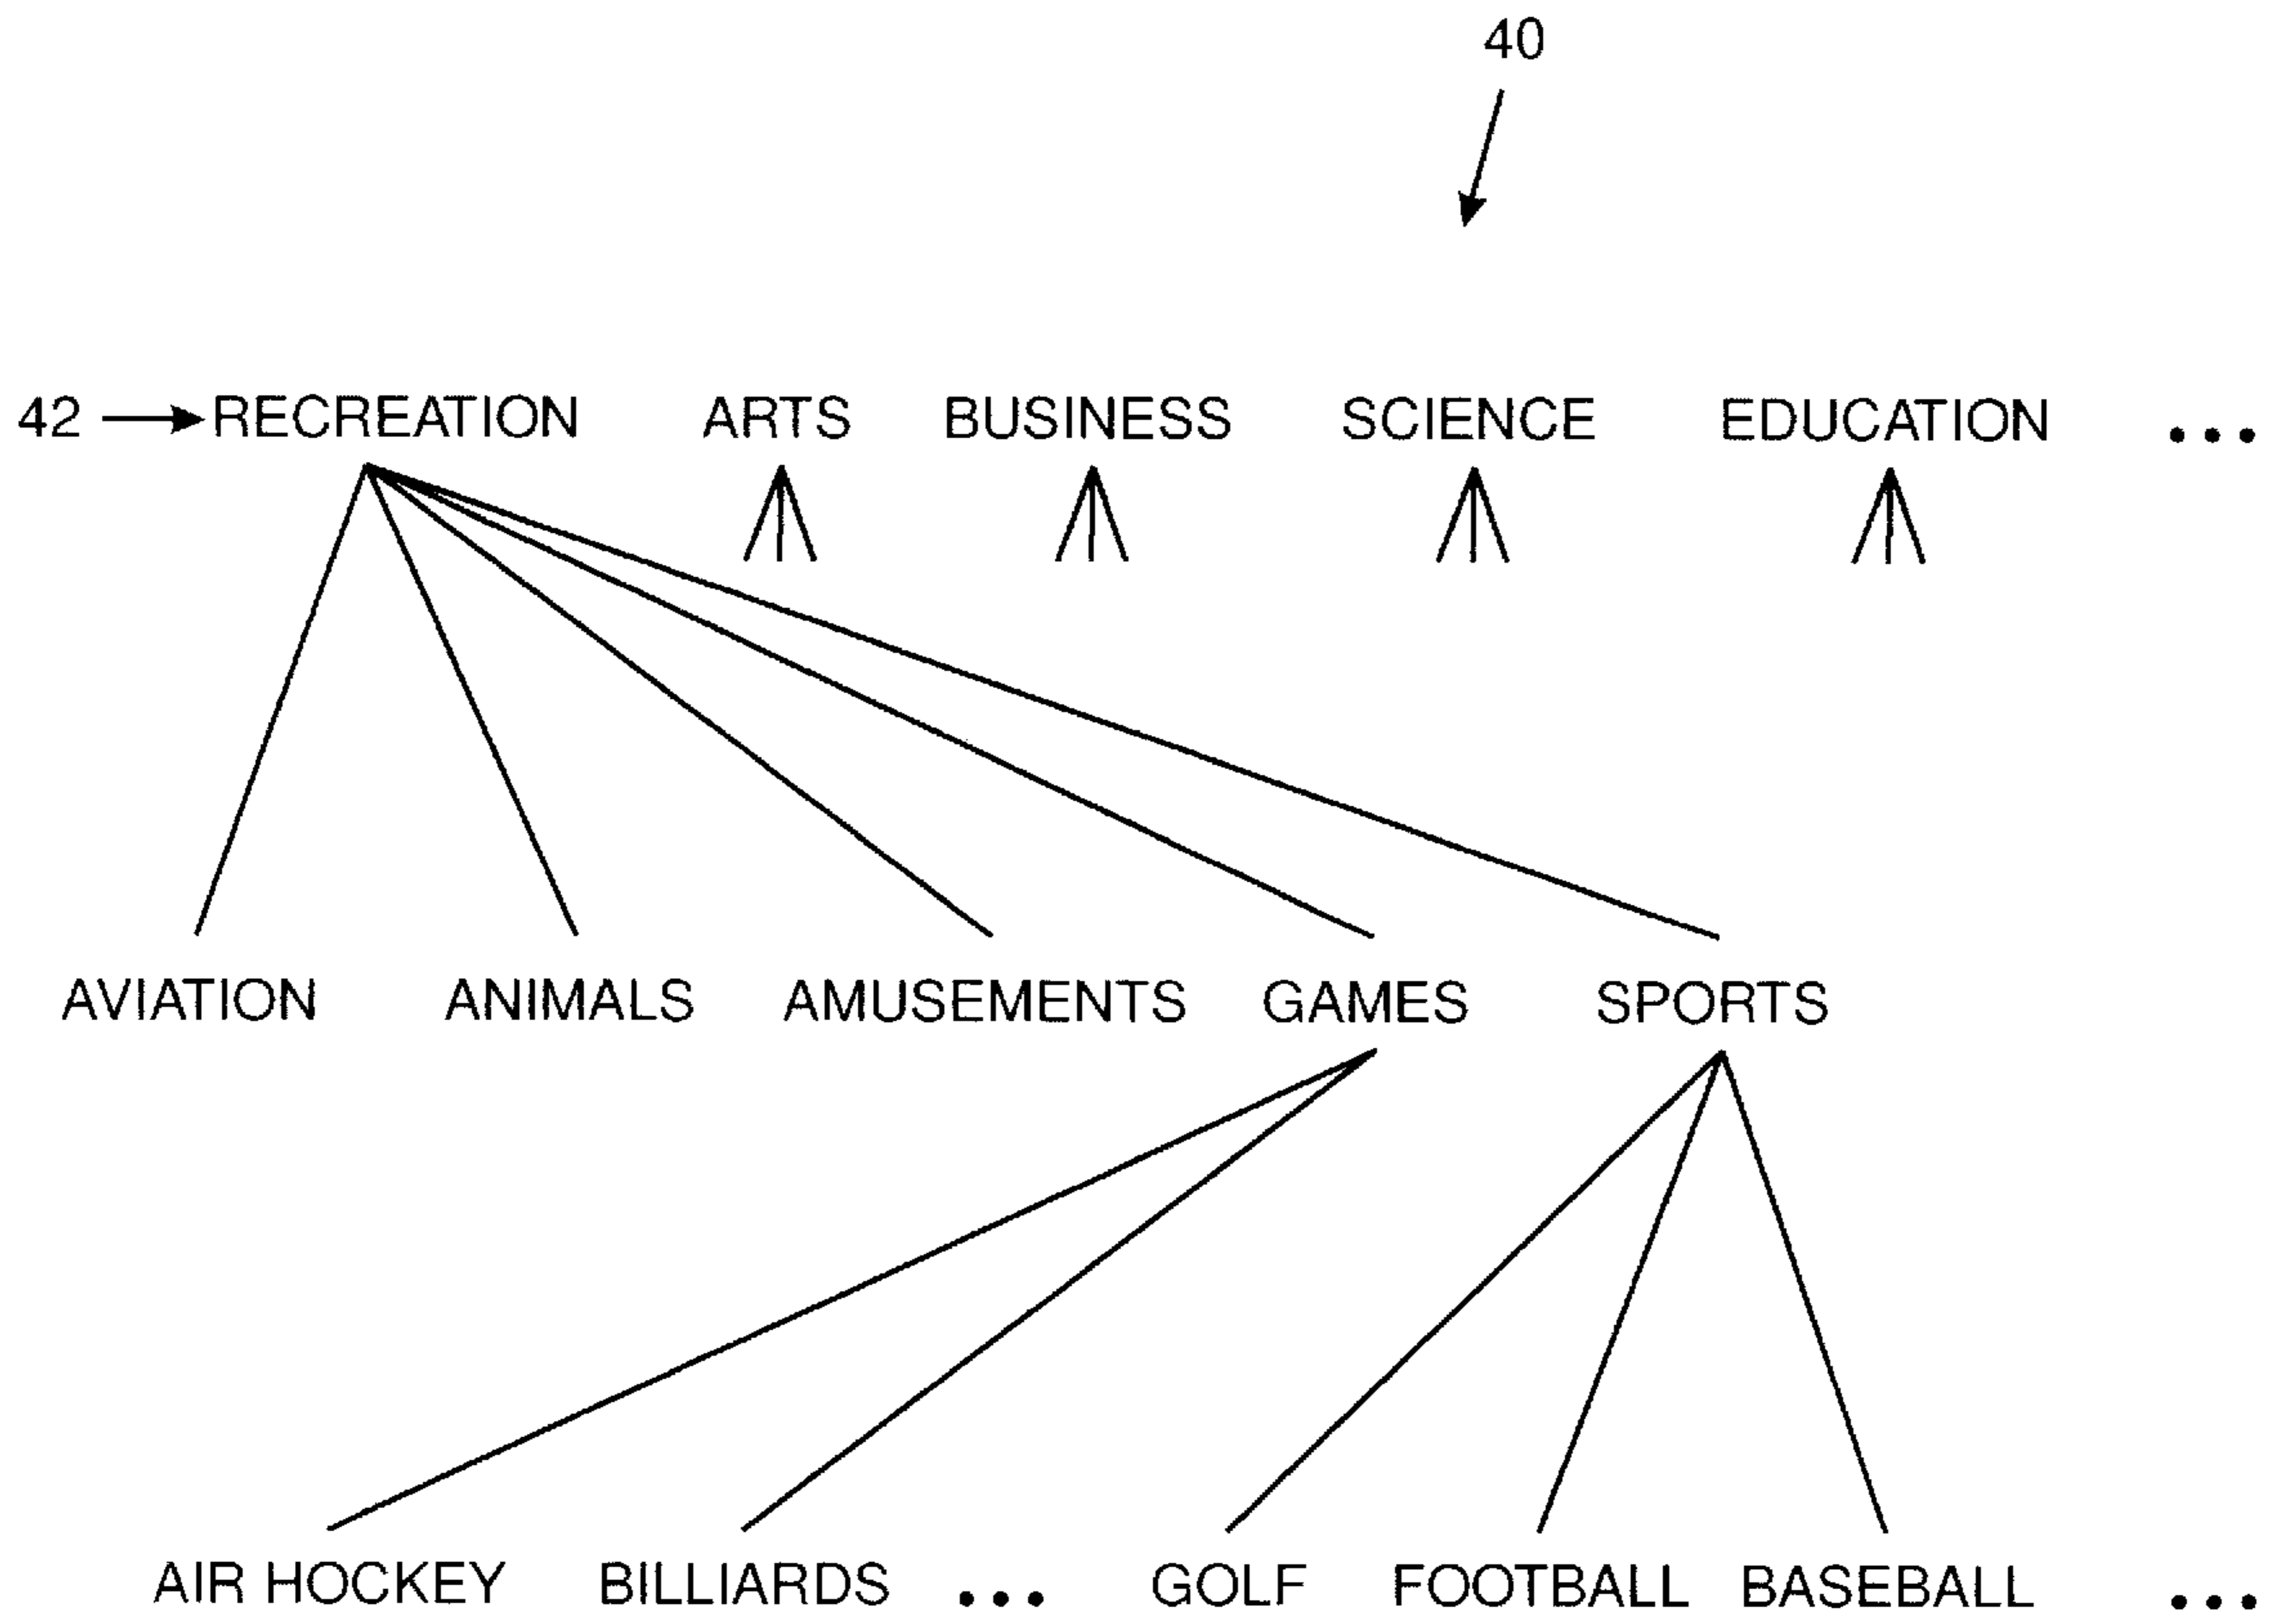 40
42 RECREATION ARTS BUSINESS SCIENCE EDUCATION ...
AVIATION ANIMALS AMUSEMENTS GAMES SPORTS
AIR HOCKEY BILLIARDS ... GOLF FOOTBALL BASEBALL ...